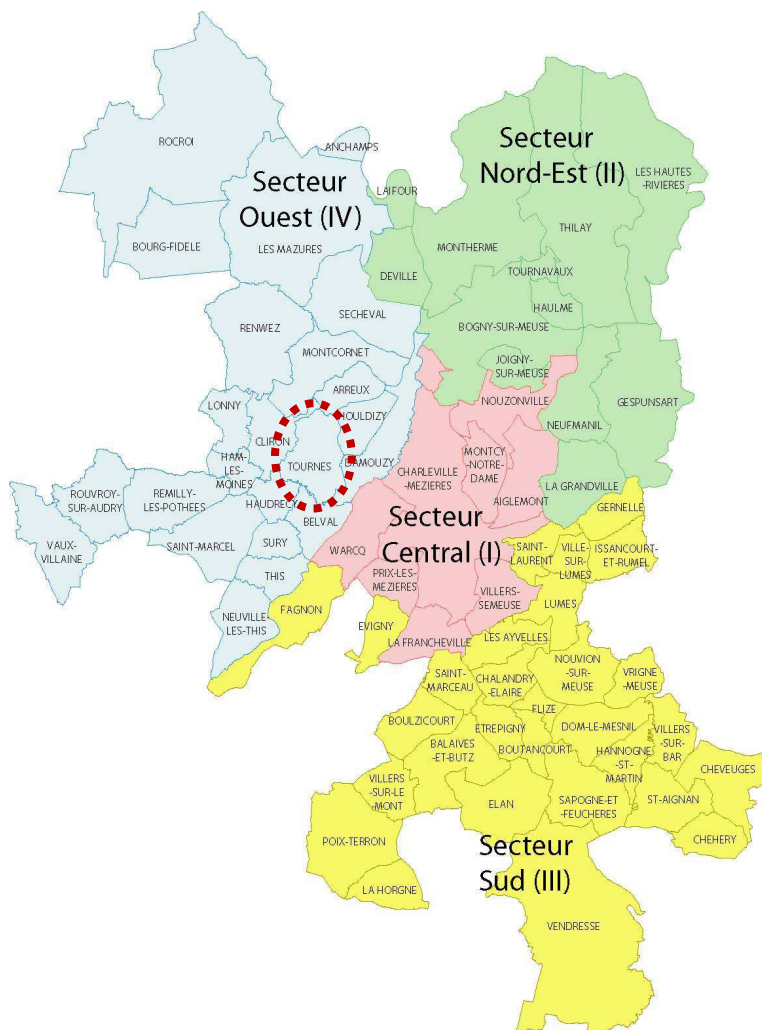 ROCROI
ANCHAMPS
Secteur
Ouest (IV)
BOURG-FIDELE
LES MAZURES
Secteur
Nord-Est (II)
LES HAUTES
-RIVIERES
LAIFOUR
THILAY
MONTHERME
DEVILLE
TOURNAVAUX
HAULME
SECHEVAL
BOGNY-SUR-MEUSE
RENWEZ
MONTCORNET
JOIGNY-
SUR-MEUSE
ARREUX
NOUZONVILLE
GESPUNSART
LONNY
HOULDIZY
NEUFMANIL
CLIRON
MONTCY
-NOTRE-
DAME
HAM-
LES-
MOINES
TOURNES
DAMOUZY
CHARLEVILLE
-MEZIERES
LA GRANDVILLE
ROUVROY-
SUR-AUDRY
REMILLY-
LES-POTHEES
HAUDRECY
AIGLEMONT
GERNELLE
BELVAL
Secteur
Central (I)
VAUX-
VILLAINE
SAINT-MARCEL
SURY
WARCQ
SAINT-
LAURENT
VILLE-
SUR-
LUMES
ISSANCOURT-
ET-RUMEL
THIS
PRIX-LES-
MEZIERES
VILLERS-
SEMEUSE
FAGNON
LUMES
NEUVILLE
-LES-THIS
EVIGNY
LA FRANCHEVILLE
LES AYVELLES
SAINT-
MARCEAU
CHALANDRY
-ELAIRE
NOUVION
-SUR-
MEUSE
VRIGNE
-MEUSE
FLIZE
BOULZICOURT
ETREPIGNY
DOM-LE-MESNIL
VILLERS
-SUR-
BAR
BALAIVES
-ET-BUTZ
BOUTANCOURT
HANNOGNE
-ST-
MARTIN
CHEVEUGES
VILLERS
-SUR-LE
-MONT
ELAN
SAPOGNE-ET
-FEUCHERES
ST-AIGNAN
POIX-TERRON
Secteur
Sud (III)
CHEHERY
LA HORGNE
VENDRESSE